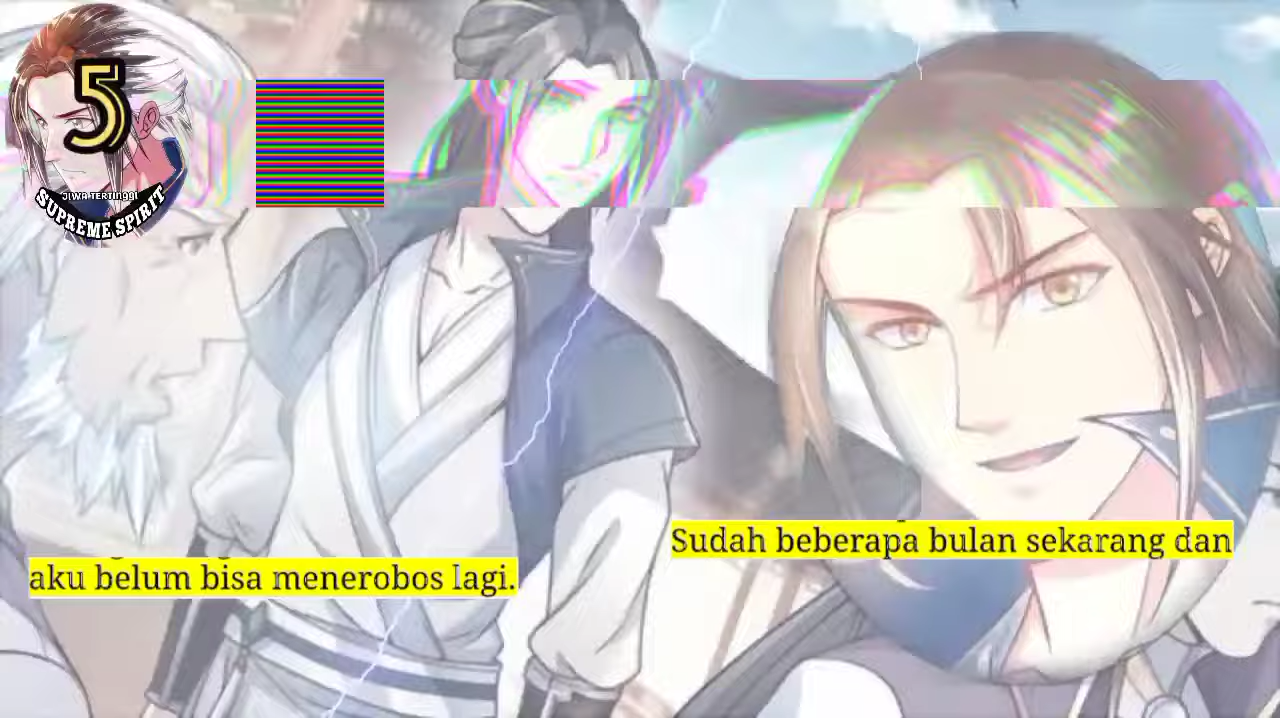 5
JIWA TERTINGGI
SUPREME SPIRIT
Sudah beberapa bulan sekarang dan
aku belum bisa menerobos lagi.